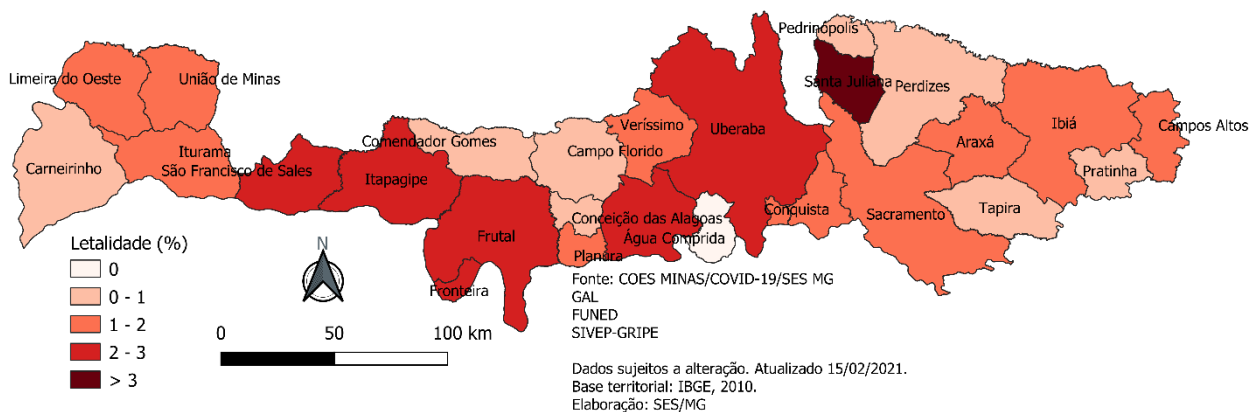 Pedrinópolis
Limeira do Oeste
União de Minas
Santa Juliana
Perdizes
Uberaba
Veríssimo
Ibiá
Campos Altos
Comendador Gomes
Araxá
Iturama
Campo Florido
Carneirinho
São Francisco de Sales
Pratinha
Itapagipe
Tapira
Conquista
Sacramento
Conceição das Alagoas
Frutal
Água Comprida
Planura
Fronteira
Letalidade (%)
0
0 - 1
1 - 2
2 - 3
> 3
N
0 50 100 km
Fonte: COES MINAS/COVID-19/SES MG
GAL
FUNED
SIVEP-GRIPE
Dados sujeitos a alteração. Atualizado 15/02/2021.
Base territorial: IBGE, 2010.
Elaboração: SES/MG